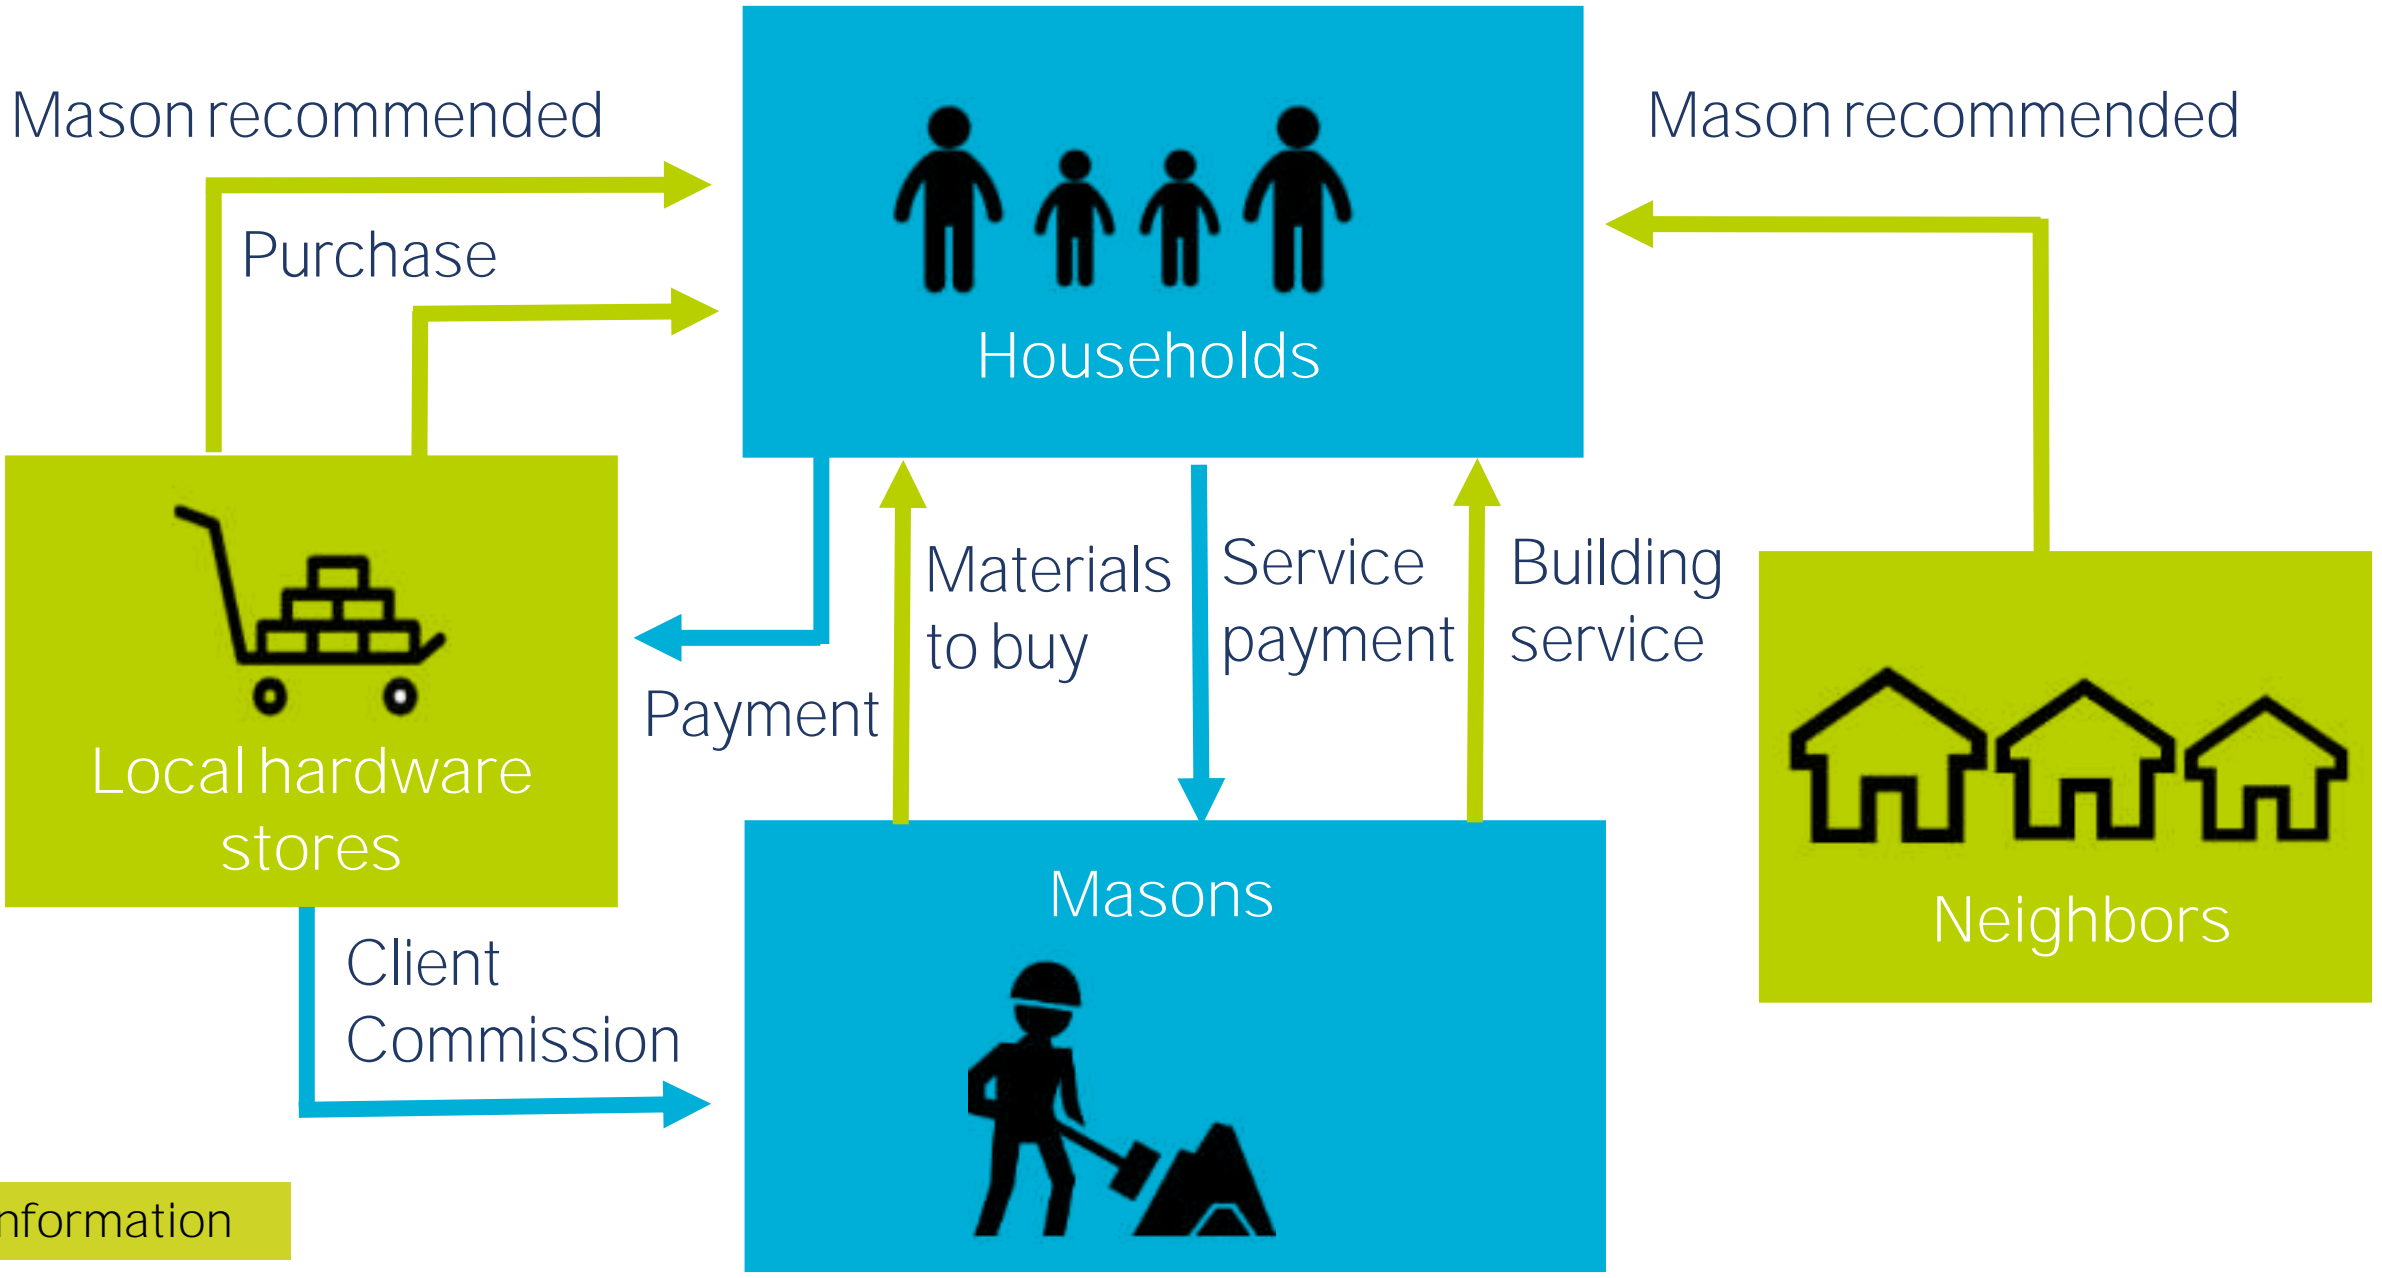 Mason recommended
Mason recommended
Purchase
Households
Materials
to buy
Service
payment
Building
service
Payment
Local hardware
stores
Masons
Neighbors
Client
Commission
nformation